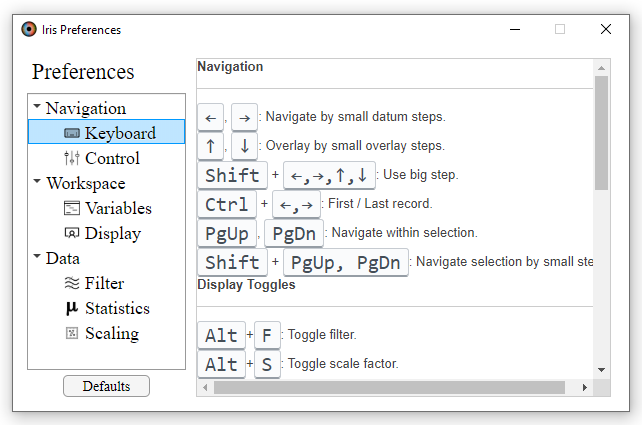 Iris Preferences
Preferences
Navigation
Keyboard
Control
Workspace
Variables
Display
Data
Filter
Statistics
Scaling
Defaults
Navigation
←, →: Navigate by small datum steps.
↑, ↓: Overlay by small overlay steps.
Shift + ←,→,↑,↓: Use big step.
Ctrl + ←,→: First / Last record.
PgUp, PgDn: Navigate within selection.
Shift + PgUp, PgDn: Navigate selection by small ste
Display Toggles
Alt+F: Toggle filter.
Alt+S: Toggle scale factor.